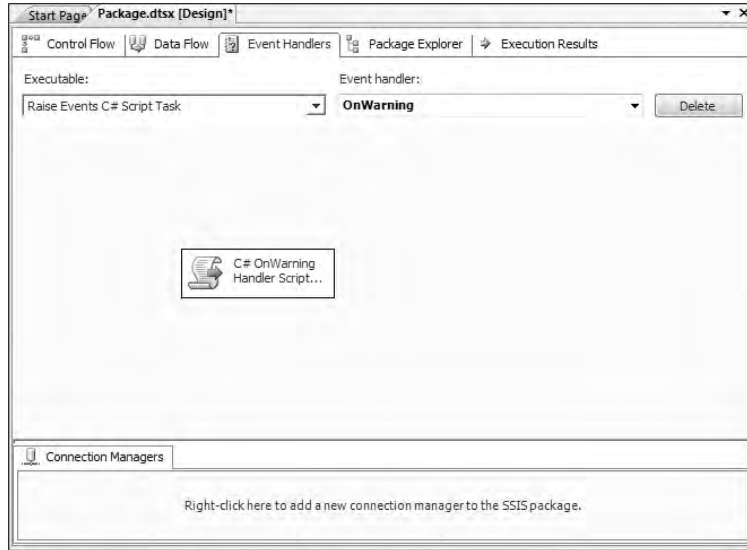 Start Page
Package.dtsx [Design]*
Control Flow
Data Flow
Event Handlers
Package Explorer
Execution Results
Executable:
Event handler:
Raise Events C# Script Task
OnWarning
Delete
C# OnWarning
Handler Script...
Connection Managers
Right-click here to add a new connection manager to the SSIS package.